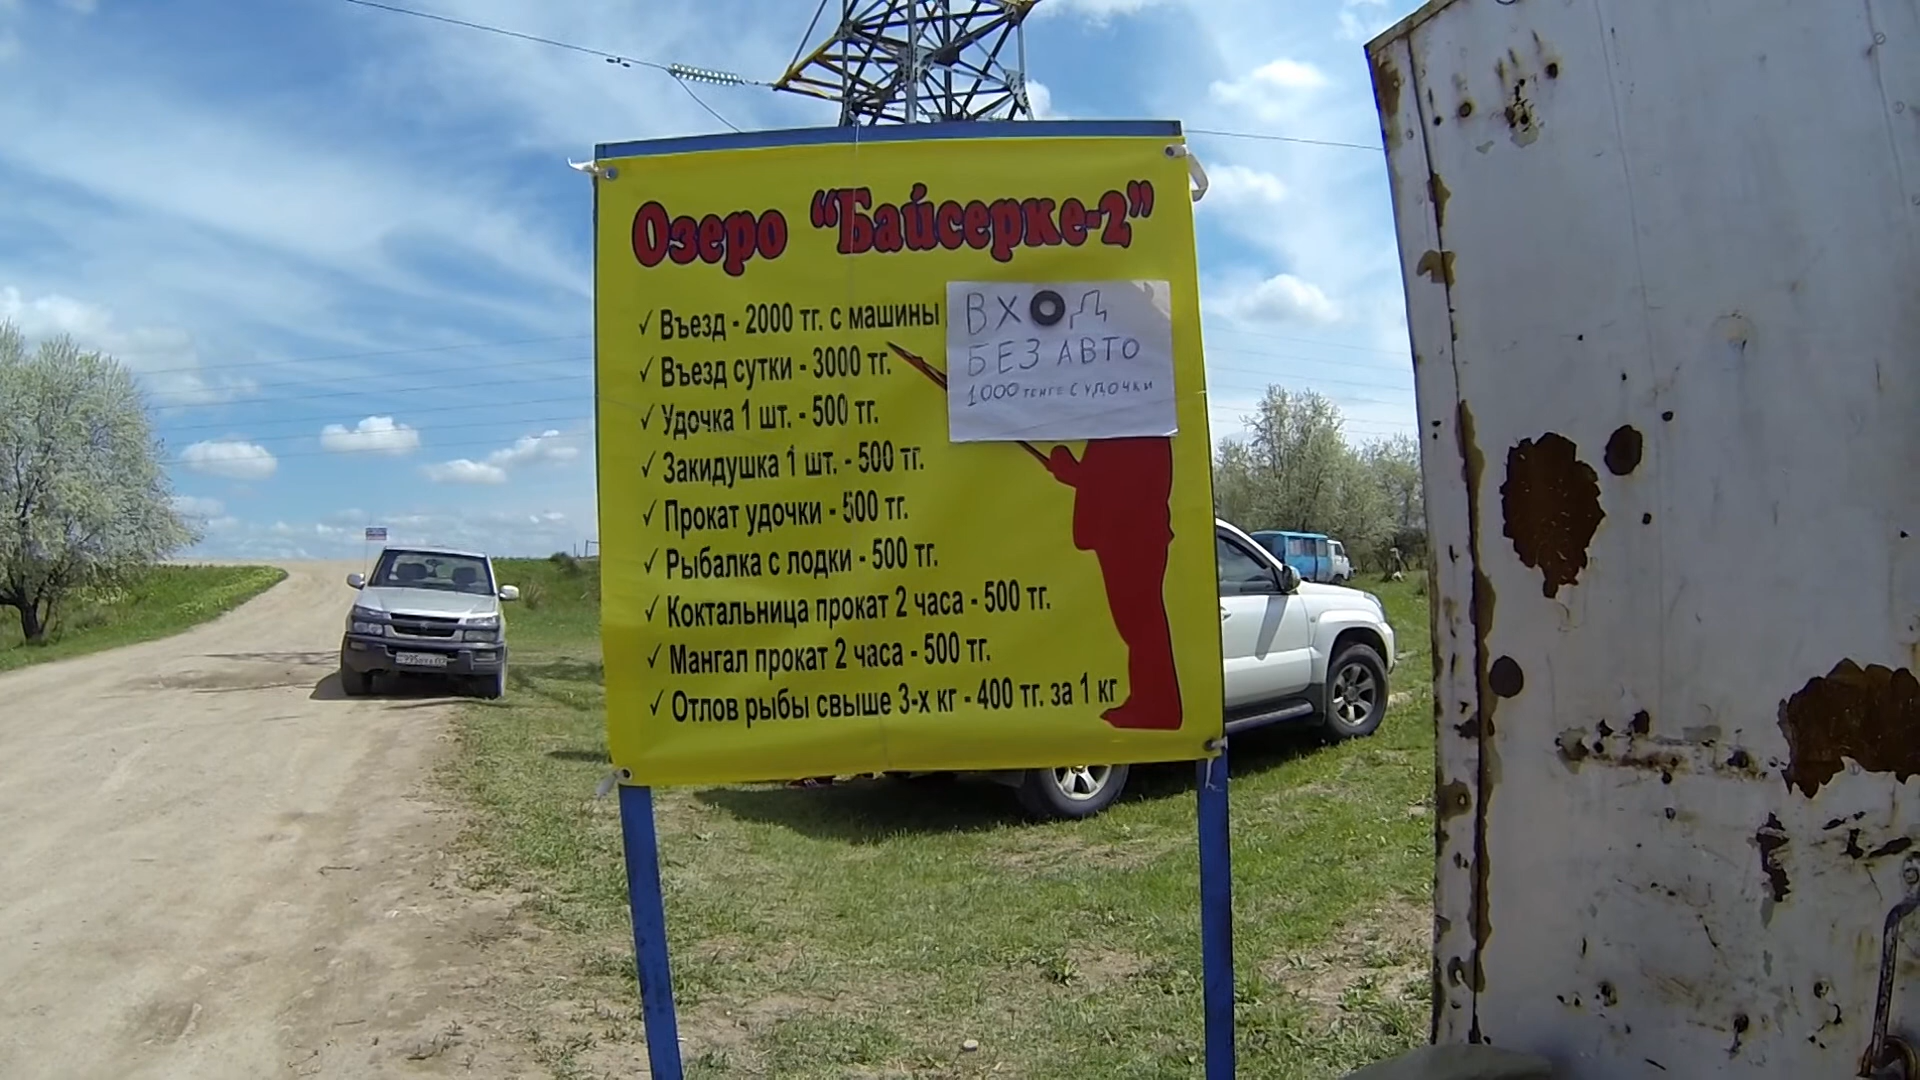 Озеро "Байсерке-2"
✓ Въезд - 2000 тг. с машины
✓ Въезд сутки - 3000 тг.
✓ Удочка 1 шт. - 500 тг.
✓ Закидушка 1 шт. - 500 тг.
✓ Прокат удочки - 500 тг.
✓ Рыбалка с лодки - 500 тг.
✓ Коктальница прокат 2 часа - 500 тг.
✓ Мангал прокат 2 часа - 500 тг.
✓ Отлов рыбы свыше 3-х кг - 400 тг. за 1 кг
ВХОД
БЕЗ АВТО
1000 тенге с удочки